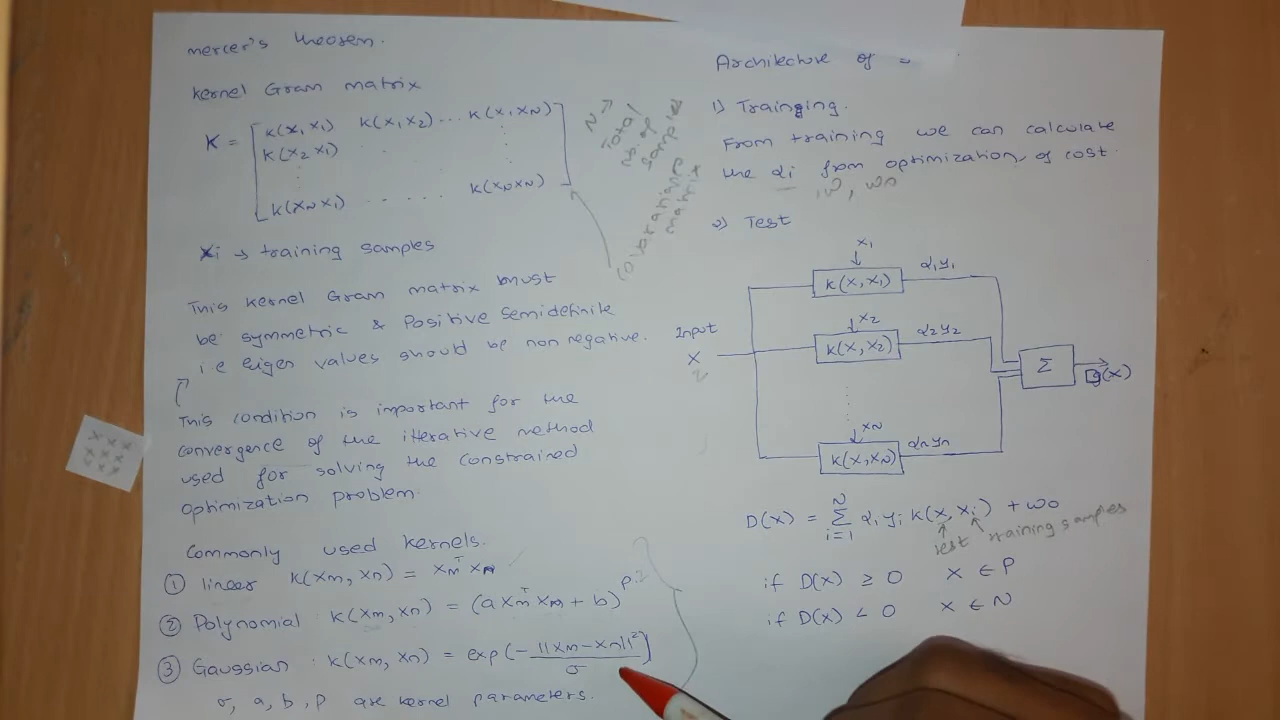 mercer's theorem.
Kernel Gram matrix
K = [ K(x1 x1) K(x1 x2) ... K(x1 xN)
K(x2 x1) . .
K(xN x1) . . . . . . K(xN xN) ]
N → Total no. of samples
Covariance matrix
xi → training samples
This Kernel Gram matrix must
be symmetric & Positive Semidefinite
i.e Eigen values should be non negative.
This condition is important for the
convergence of the iterative method
used for solving the constrained
optimization problem.
Commonly used kernels.
① linear K(xm, xn) = xmᵀ xn
② Polynomial K(xm, xn) = (a xmᵀ xn + b)ᵖ
③ Gaussian : K(xm, xn) = exp(- ||xm - xn||² / σ)
σ, a, b, p are kernel parameters.
Architecture of
1) Training.
From training we can calculate
the αi from optimization of cost.
w, w0
2) Test
x1
K(x, x1) α1y1
x2
Input
K(x, x2) α2y2
x
Σ D(x)
xN
K(x, xN) αnyn
D(x) = Σ i=1 N αi yi K(x, xi) + w0
Test training samples
if D(x) ≥ 0 x ∈ P
if D(x) < 0 x ∈ N